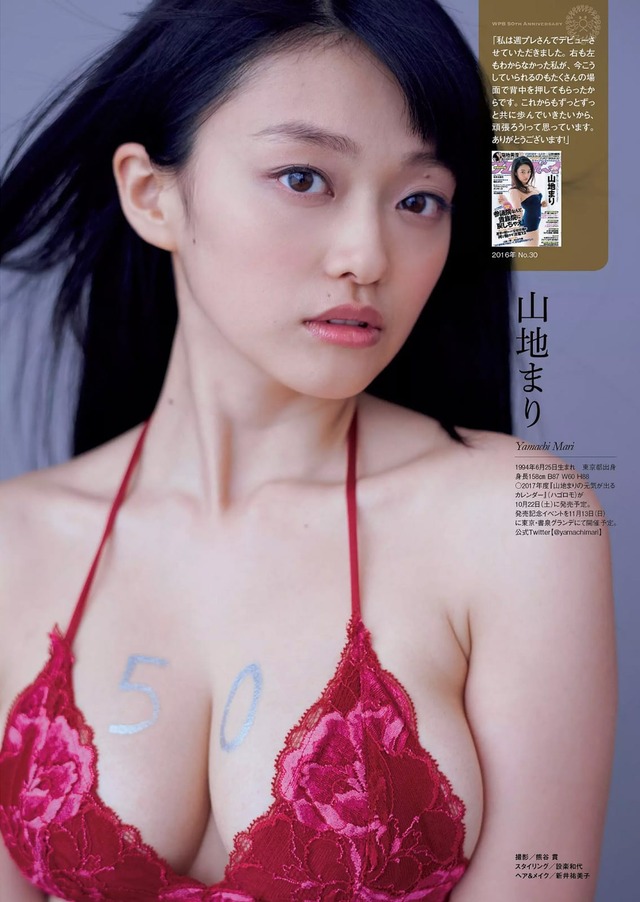 WPB 50TH ANNIVERSARY
「私は週プレさんでデビューさ
せていただきました。右も左
もわからなかった私が、今こう
していられるのもたくさんの場
面で背中を押してもらったか
らです。これからもずっとずっ
と共に歩んでいきたいから、
頑張ろう!って思っています。
ありがとうございます!」
山地まり
2016年 No.30
山地まり
Yamachi Mari
1994年6月25日生まれ 東京都出身
身長158㎝ B87 W60 H88
○2017年度『山地まりの元気が出る
カレンダー』(ハゴロモ)が
10月22日(土)に発売予定。
発売記念イベントを11月13日(日)
に東京・書泉グランデにて開催予定。
公式Twitter【@yamachimari】
50
撮影/熊谷 貫
スタイリング/設楽和代
ヘア&メイク/新井祐美子